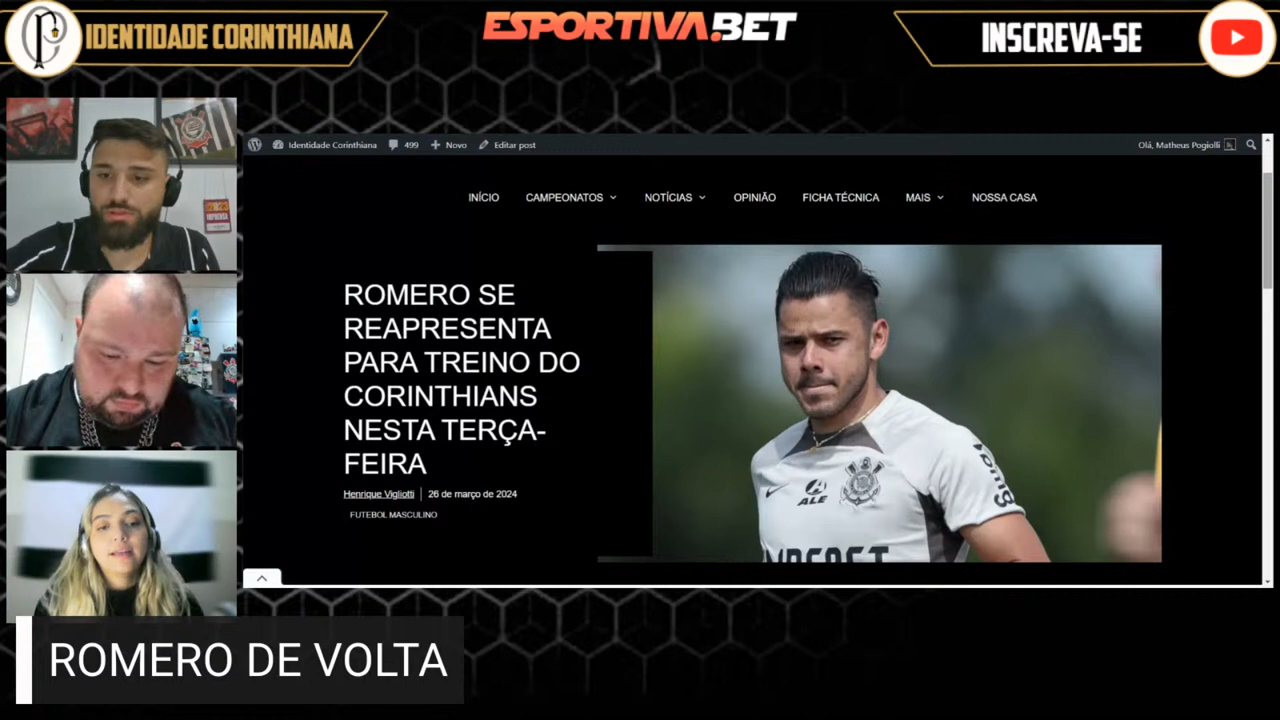 IDENTIDADE CORINTHIANA
ESPORTIVA.BET
INSCREVA-SE
Identidade Corinthiana
499
Novo
Editar post
Olá, Matheus Pogiolli
INÍCIO
CAMPEONATOS
NOTÍCIAS
OPINIÃO
FICHA TÉCNICA
MAIS
NOSSA CASA
ROMERO SE
REAPRESENTA
PARA TREINO DO
CORINTHIANS
NESTA TERÇA-
FEIRA
Henrique Vigliotti
26 de março de 2024
FUTEBOL MASCULINO
ALE
IMPRENSA
ROMERO DE VOLTA